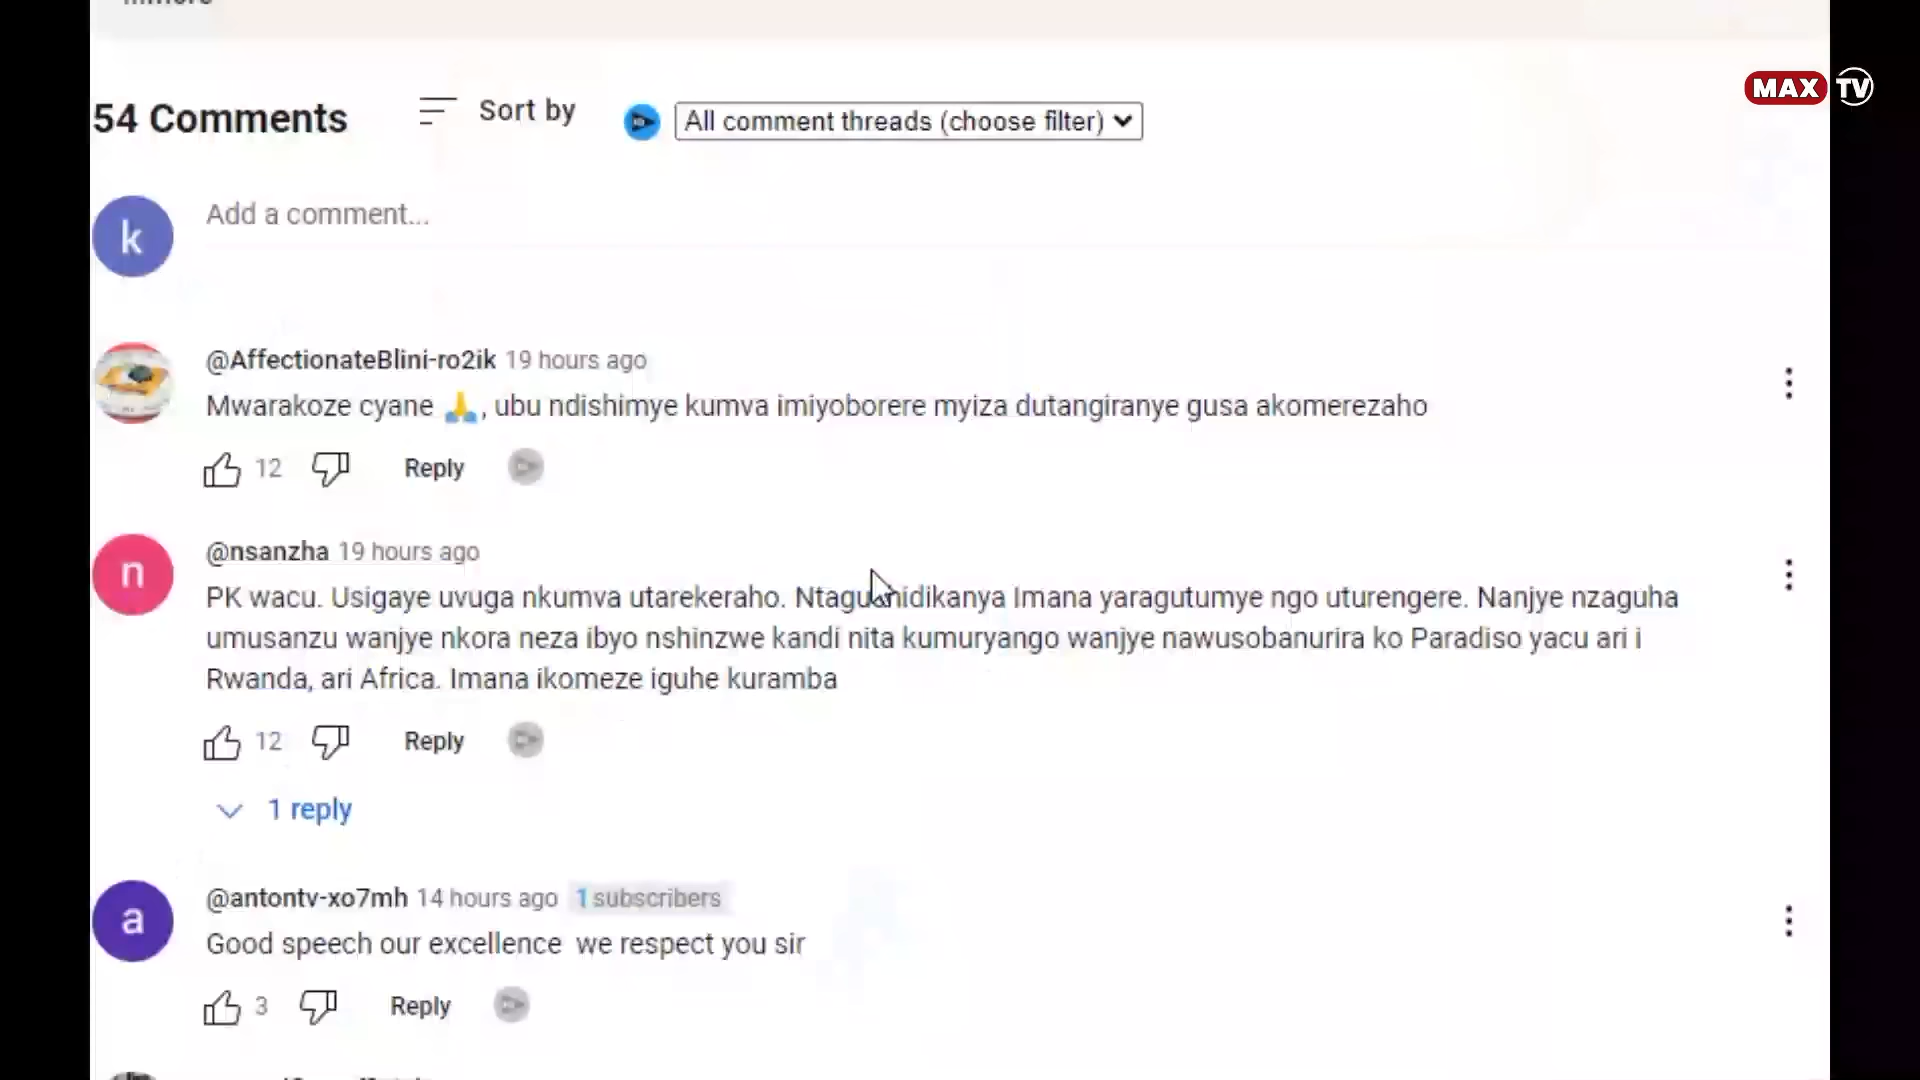 MAX TV
54 Comments
Sort by
All comment threads (choose filter)
k
Add a comment...
@AffectionateBlini-ro2ik 19 hours ago
Mwarakoze cyane 🙏, ubu ndishimye kumva imiyoborere myiza dutangiranye gusa akomerezaho
12 Reply
n
@nsanzha 19 hours ago
PK wacu. Usigaye uvuga nkumva utarekeraho. Imana yaragutumye ngo uturengere. Nanjye nzaguha
umusanzu wanjye nkora neza ibyo nshinzwe kandi nita kumuryango wanjye nawusobanurira ko Paradiso yacu ari i
Rwanda, ari Africa. Imana ikomeze iguhe kuramba
12 Reply
1 reply
a
@antontv-xo7mh 14 hours ago 1 subscribers
Good speech our excellence we respect you sir
3 Reply